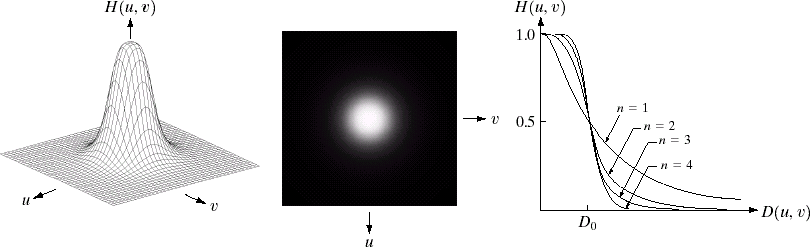 H(u, v)
u
v
v
u
H(u, v)
1.0
0.5
n = 1
n = 2
n = 3
n = 4
D₀
D(u, v)